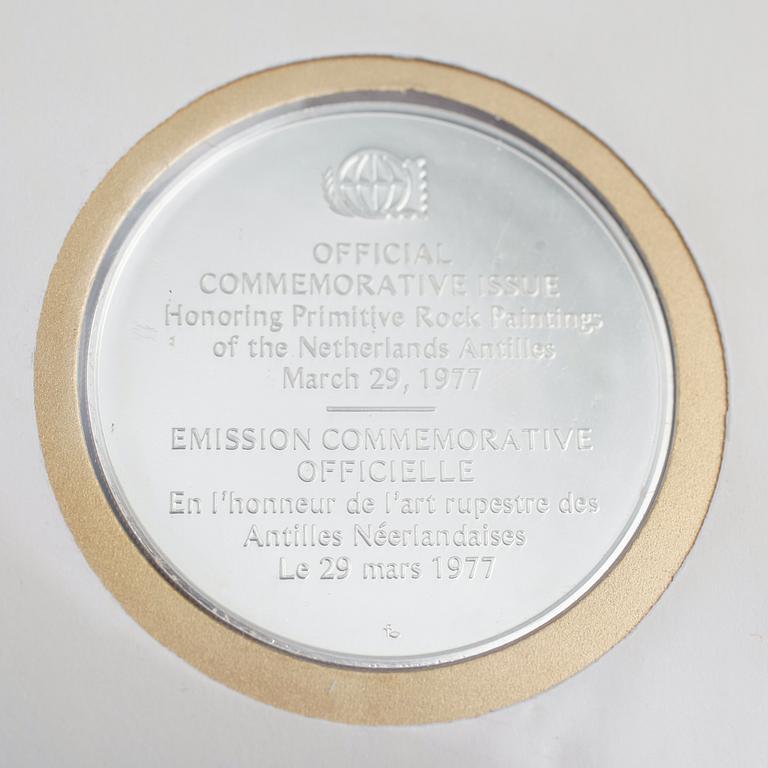 OFFICIAL
COMMEMORATIVE ISSUE
Honoring Primitive Rock Paintings
of the Netherlands Antilles
March 29, 1977
EMISSION COMMEMORATIVE
OFFICIELLE
En l'honneur de l'art rupestre des
Antilles Néerlandaises
Le 29 mars 1977